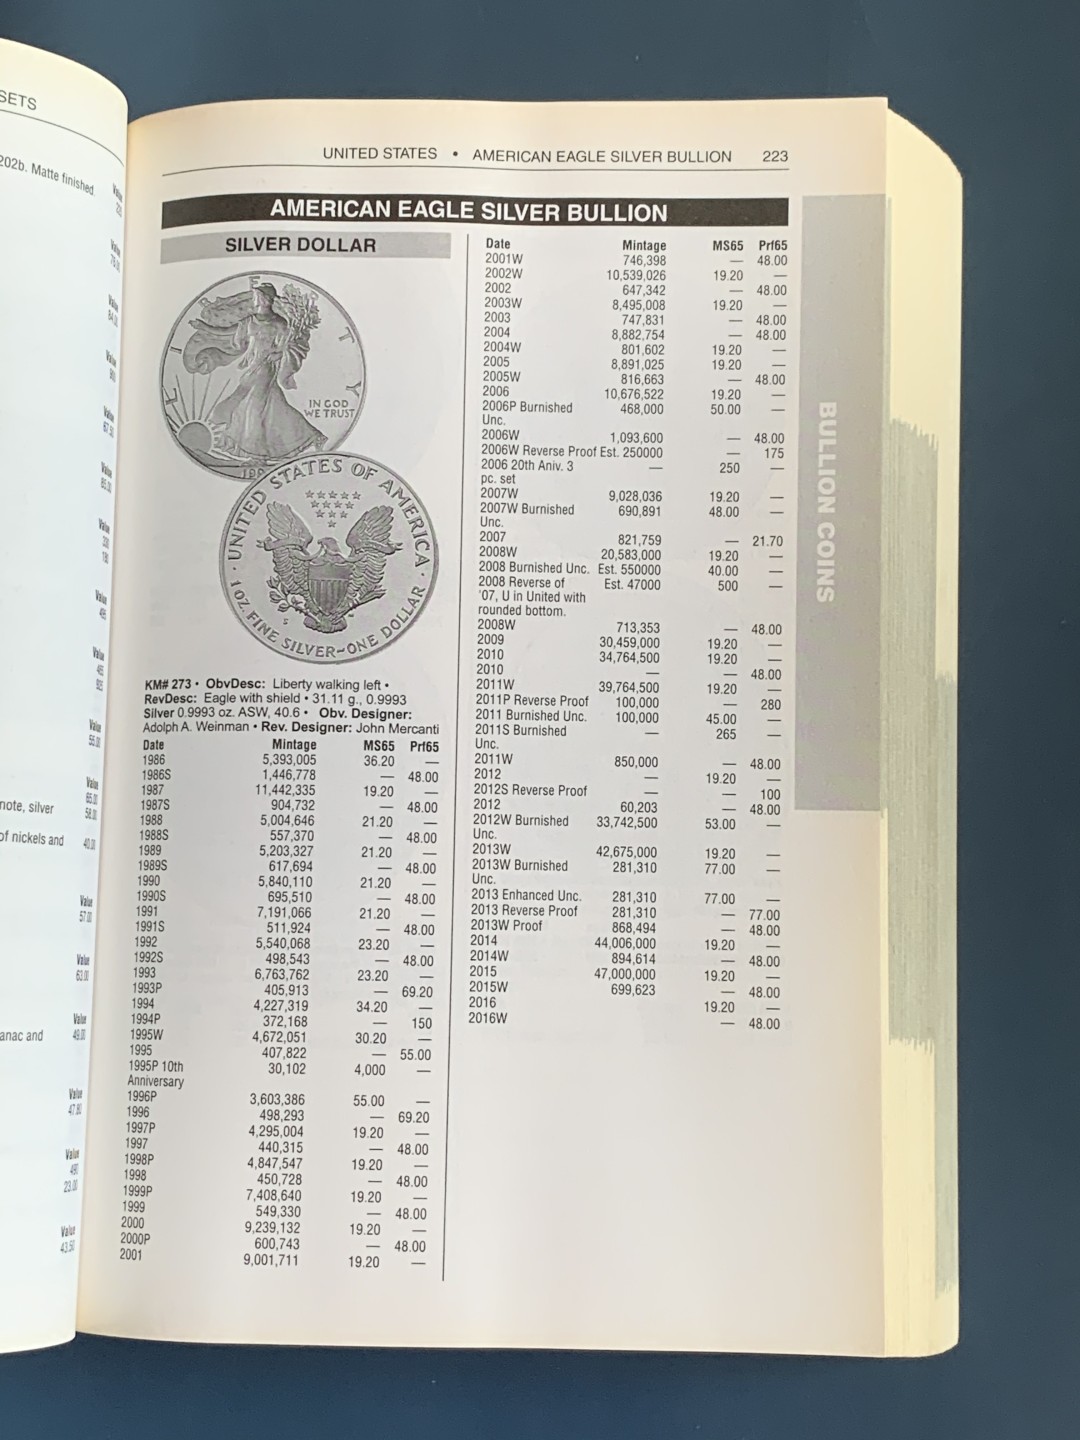 SETS
202b. Matte finished.
note, silver
of nickels and
anac and
Value
Value
Value
Value
Value
Value
Value
Value
Value
Value
Value
57.00
Value
63.00
Value
Value
Value
Value
UNITED STATES • AMERICAN EAGLE SILVER BULLION 223
AMERICAN EAGLE SILVER BULLION
SILVER DOLLAR
LIBERTY
IN GOD
WE TRUST
UNITED STATES OF AMERICA
1 OZ. FINE SILVER~ONE DOLLAR
S
KM# 273 • ObvDesc: Liberty walking left •
RevDesc: Eagle with shield • 31.11 g., 0.9993
Silver 0.9993 oz. ASW, 40.6 • Obv. Designer:
Adolph A. Weinman • Rev. Designer: John Mercanti
Date Mintage MS65 Prf65
1986 5,393,005 36.20 —
1986S 1,446,778 — 48.00
1987 11,442,335 19.20 —
1987S 904,732 — 48.00
1988 5,004,646 21.20 —
1988S 557,370 — 48.00
1989 5,203,327 21.20 —
1989S 617,694 — 48.00
1990 5,840,110 21.20 —
1990S 695,510 — 48.00
1991 7,191,066 21.20 —
1991S 511,924 — 48.00
1992 5,540,068 23.20 —
1992S 498,543 — 48.00
1993 6,763,762 23.20 —
1993P 405,913 — 69.20
1994 4,227,319 34.20 —
1994P 372,168 — 150
1995W 4,672,051 30.20 —
1995 407,822 — 55.00
1995P 10th 30,102 4,000 —
Anniversary
1996P 3,603,386 55.00 —
1996 498,293 — 69.20
1997P 4,295,004 19.20 —
1997 440,315 — 48.00
1998P 4,847,547 19.20 —
1998 450,728 — 48.00
1999P 7,408,640 19.20 —
1999 549,330 — 48.00
2000 9,239,132 19.20 —
2000P 600,743 — 48.00
2001 9,001,711 19.20 —
Date Mintage MS65 Prf65
2001W 746,398 — 48.00
2002W 10,539,026 19.20 —
2002 647,342 — 48.00
2003W 8,495,008 19.20 —
2003 747,831 — 48.00
2004 8,882,754 — 48.00
2004W 801,602 19.20 —
2005 8,891,025 19.20 —
2005W 816,663 — 48.00
2006 10,676,522 19.20 —
2006P Burnished 468,000 50.00 —
Unc.
2006W 1,093,600 — 48.00
2006W Reverse Proof Est. 250000 — 175
2006 20th Aniv. 3 — 250 —
pc. set
2007W 9,028,036 19.20 —
2007W Burnished 690,891 48.00 —
Unc.
2007 821,759 — 21.70
2008W 20,583,000 19.20 —
2008 Burnished Unc. Est. 550000 40.00 —
2008 Reverse of Est. 47000 500 —
'07, U in United with
rounded bottom.
2008W 713,353 — 48.00
2009 30,459,000 19.20 —
2010 34,764,500 19.20 —
2010 — — 48.00
2011W 39,764,500 19.20 —
2011P Reverse Proof 100,000 — 280
2011 Burnished Unc. 100,000 45.00 —
2011S Burnished — 265 —
Unc.
2011W 850,000 — 48.00
2012 — 19.20 —
2012S Reverse Proof — — 100
2012 60,203 — 48.00
2012W Burnished 33,742,500 53.00 —
Unc.
2013W 42,675,000 19.20 —
2013W Burnished 281,310 77.00 —
Unc.
2013 Enhanced Unc. 281,310 77.00 —
2013 Reverse Proof 281,310 — 77.00
2013W Proof 868,494 — 48.00
2014 44,006,000 19.20 —
2014W 894,614 — 48.00
2015 47,000,000 19.20 —
2015W 699,623 — 48.00
2016 19.20 —
2016W — 48.00
BULLION COINS